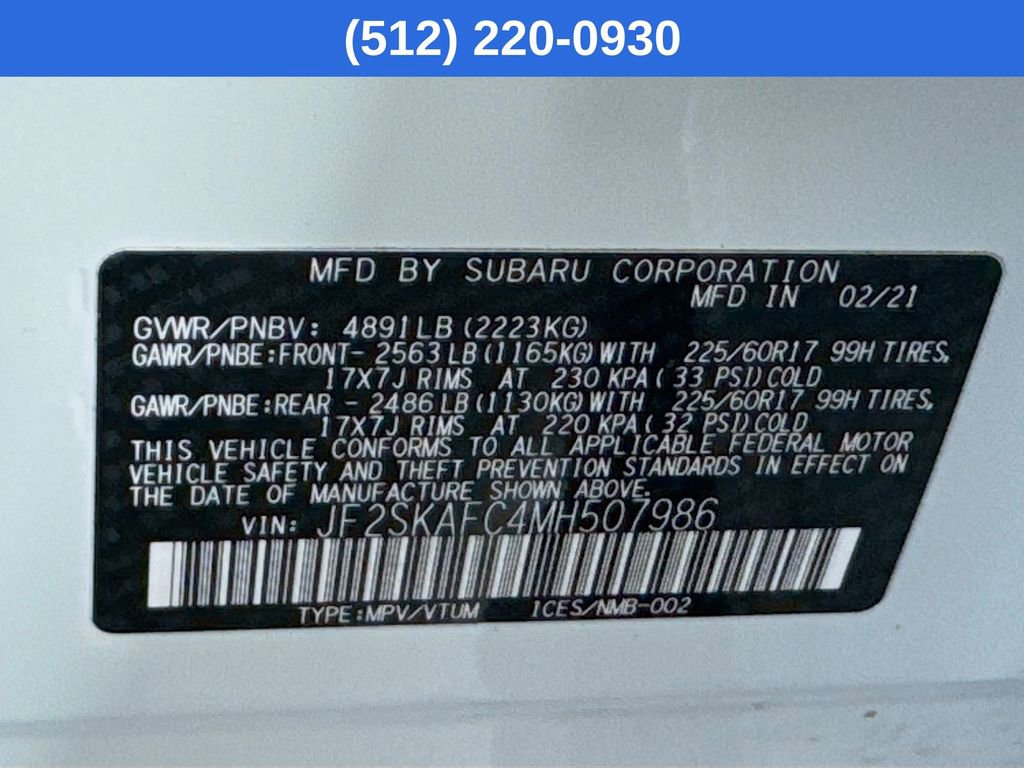 (512) 220-0930
MFD BY SUBARU CORPORATION
MFD IN 02/21
GVWR/PNBV: 4891LB(2223KG)
GAWR/PNBE:FRONT- 2563LB(1165KG)WITH 225/60R17 99H TIRES,
17X7J RIMS AT 230 KPA( 33 PSI)COLD
GAWR/PNBE:REAR - 2486LB(1130KG)WITH 225/60R17 99H TIRES,
17X7J RIMS AT 220 KPA( 32 PSI)COLD
THIS VEHICLE CONFORMS TO ALL APPLICABLE FEDERAL MOTOR
VEHICLE SAFETY AND THEFT PREVENTION STANDARDS IN EFFECT ON
THE DATE OF MANUFACTURE SHOWN ABOVE.
VIN: JF2SKAFC4MH507986
TYPE:MPV/VTUM ICES/NMB-002